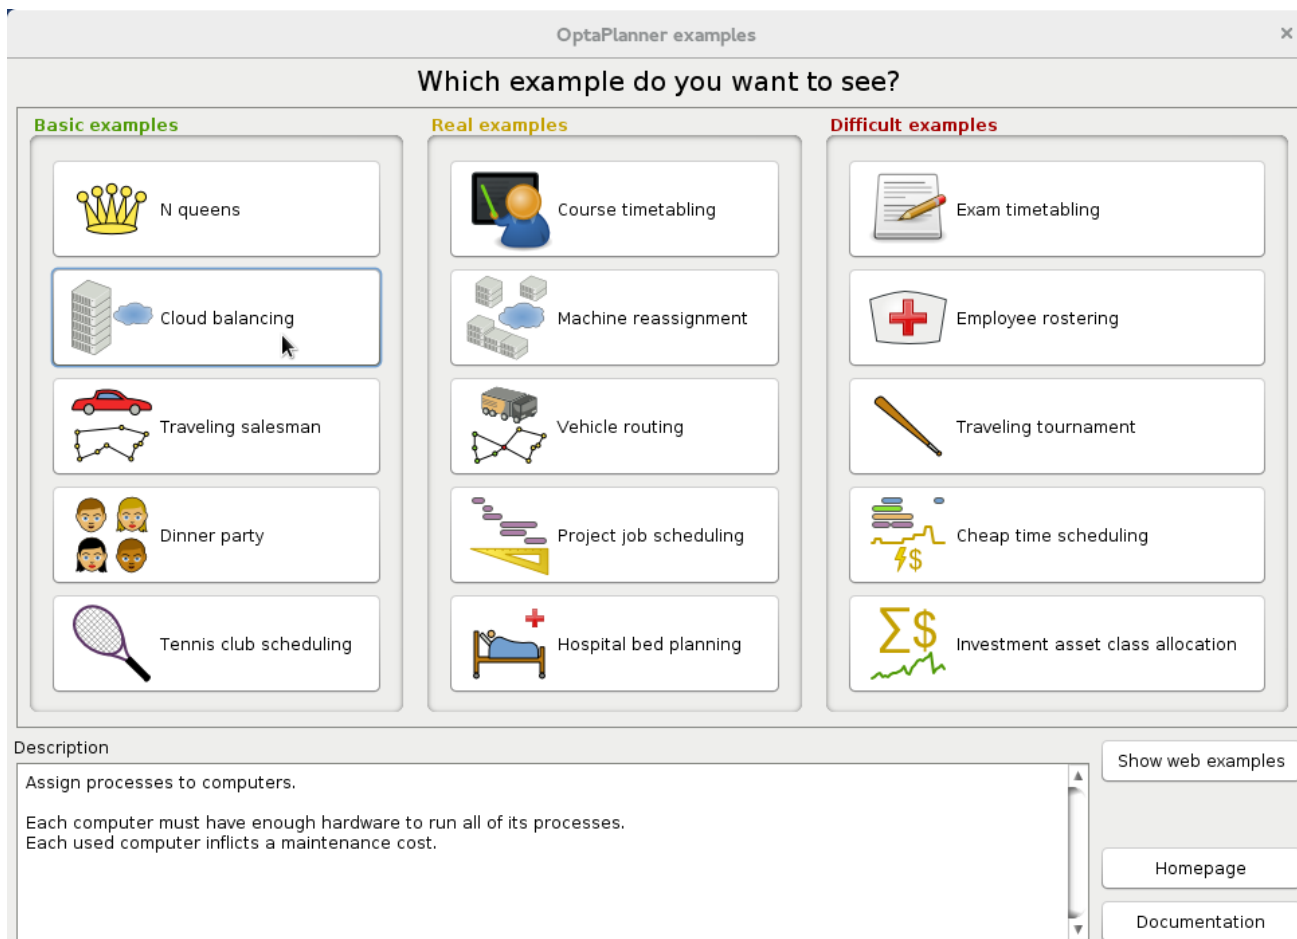 OptaPlanner examples
Which example do you want to see?
Basic examples
N queens
Cloud balancing
Traveling salesman
Dinner party
Tennis club scheduling
Real examples
Course timetabling
Machine reassignment
Vehicle routing
Project job scheduling
Hospital bed planning
Difficult examples
Exam timetabling
Employee rostering
Traveling tournament
Cheap time scheduling
Investment asset class allocation
Description
Assign processes to computers.
Each computer must have enough hardware to run all of its processes.
Each used computer inflicts a maintenance cost.
Show web examples
Homepage
Documentation